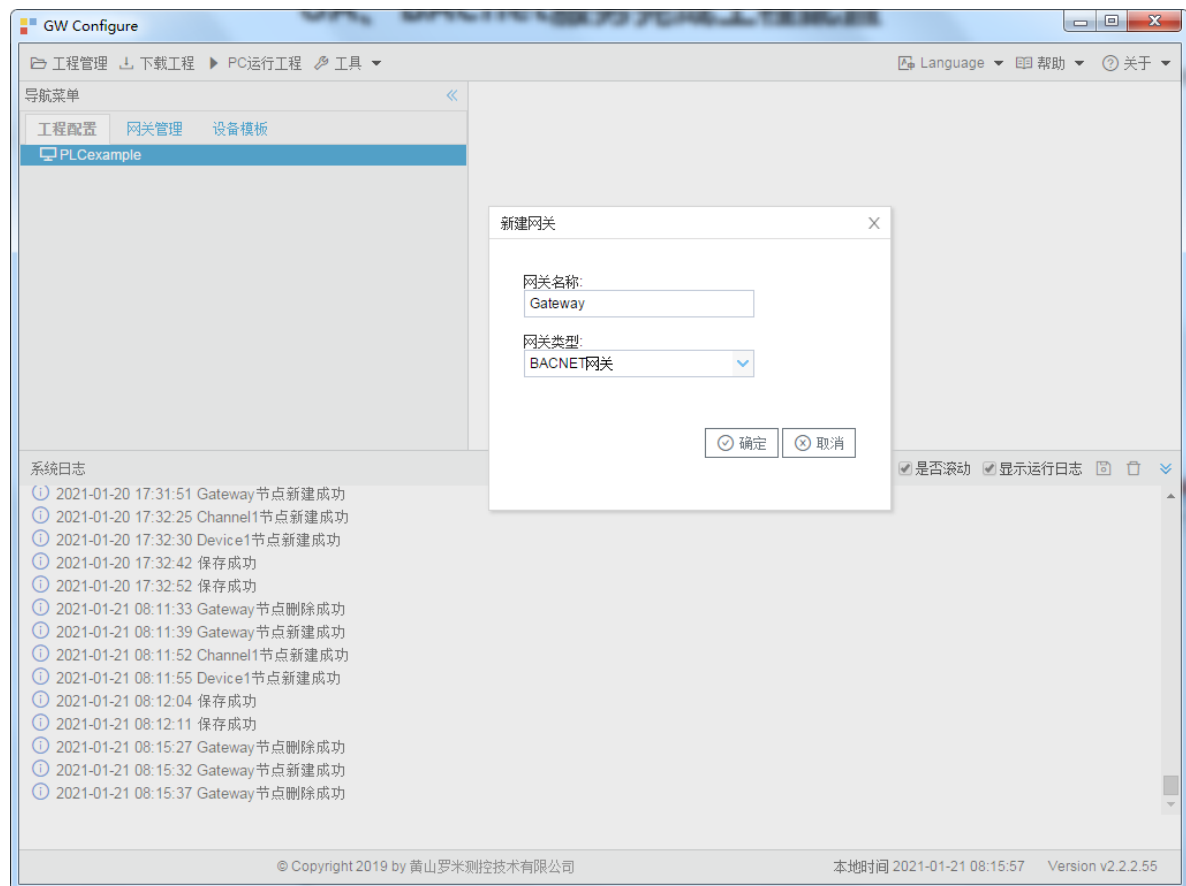 GW Configure
工程管理 下载工程 PC运行工程 工具 Language 帮助 关于
导航菜单
工程配置 网关管理 设备模板
PLCexample
新建网关
网关名称:
Gateway
网关类型:
BACNET网关
确定 取消
系统日志 是否滚动 显示运行日志
2021-01-20 17:31:51 Gateway节点新建成功
2021-01-20 17:32:25 Channel1节点新建成功
2021-01-20 17:32:30 Device1节点新建成功
2021-01-20 17:32:42 保存成功
2021-01-20 17:32:52 保存成功
2021-01-21 08:11:33 Gateway节点删除成功
2021-01-21 08:11:39 Gateway节点新建成功
2021-01-21 08:11:52 Channel1节点新建成功
2021-01-21 08:11:55 Device1节点新建成功
2021-01-21 08:12:04 保存成功
2021-01-21 08:12:11 保存成功
2021-01-21 08:15:27 Gateway节点删除成功
2021-01-21 08:15:32 Gateway节点新建成功
2021-01-21 08:15:37 Gateway节点删除成功
© Copyright 2019 by 黄山罗米测控技术有限公司 本地时间 2021-01-21 08:15:57 Version v2.2.2.55